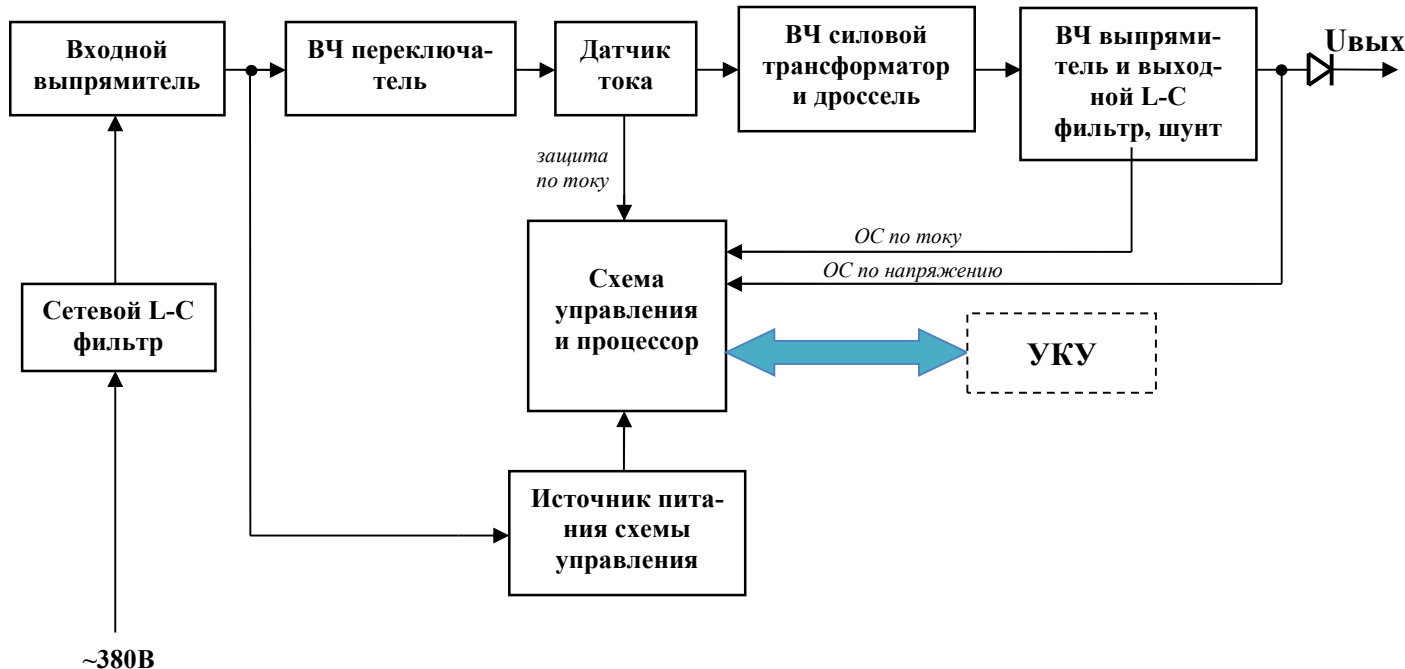 Входной
выпрямитель
ВЧ переключа-
тель
Датчик
тока
ВЧ силовой
трансформатор
и дроссель
ВЧ выпрями-
тель и выход-
ной L-C
фильтр, шунт
Uвых
защита
по току
ОС по току
ОС по напряжению
Схема
управления
и процессор
Сетевой L-C
фильтр
УКУ
Источник пита-
ния схемы
управления
~380В